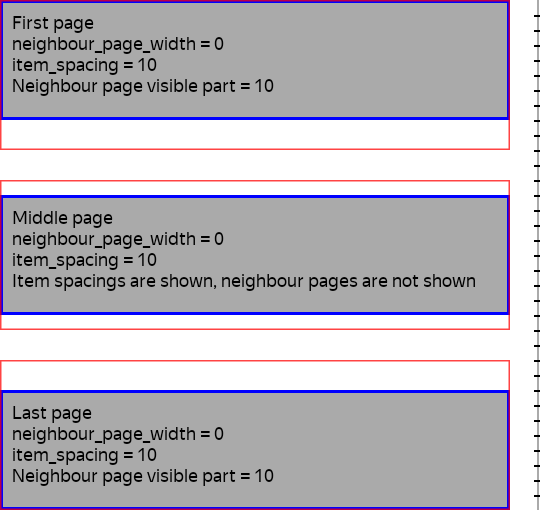 First page
neighbour_page_width = 0
item_spacing = 10
Neighbour page visible part = 10
Middle page
neighbour_page_width = 0
item_spacing = 10
Item spacings are shown, neighbour pages are not shown
Last page
neighbour_page_width = 0
item_spacing = 10
Neighbour page visible part = 10